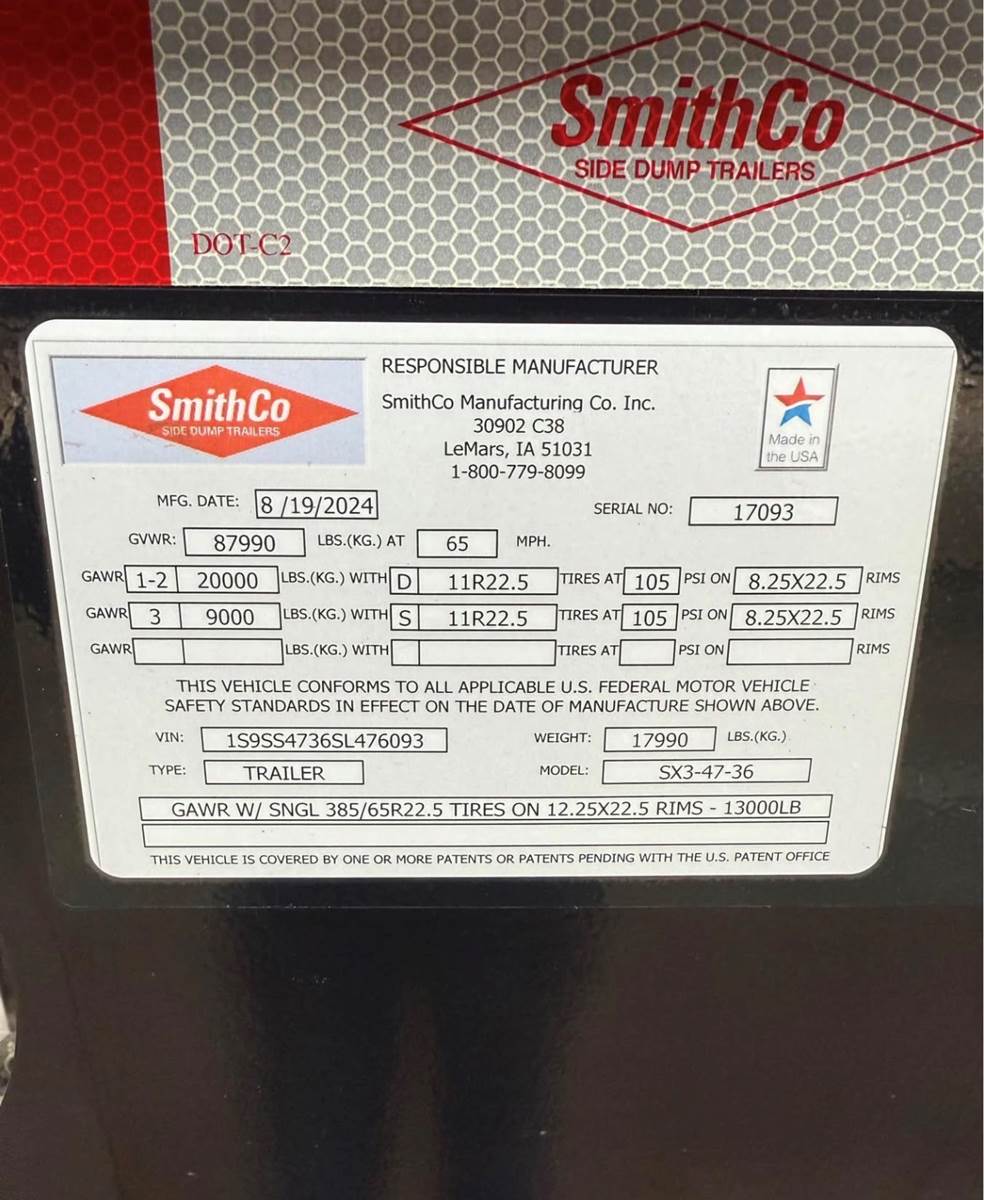 SmithCo
SIDE DUMP TRAILERS
DOT-C2
SmithCo
SIDE DUMP TRAILERS
RESPONSIBLE MANUFACTURER
SmithCo Manufacturing Co. Inc.
30902 C38
LeMars, IA 51031
1-800-779-8099
Made in
the USA
MFG. DATE: 8 /19/2024 SERIAL NO: 17093
GVWR: 87990 LBS.(KG.) AT 65 MPH.
GAWR 1-2 20000 LBS.(KG.) WITH D 11R22.5 TIRES AT 105 PSI ON 8.25X22.5 RIMS
GAWR 3 9000 LBS.(KG.) WITH S 11R22.5 TIRES AT 105 PSI ON 8.25X22.5 RIMS
GAWR LBS.(KG.) WITH TIRES AT PSI ON RIMS
THIS VEHICLE CONFORMS TO ALL APPLICABLE U.S. FEDERAL MOTOR VEHICLE
SAFETY STANDARDS IN EFFECT ON THE DATE OF MANUFACTURE SHOWN ABOVE.
VIN: 1S9SS4736SL476093 WEIGHT: 17990 LBS.(KG.)
TYPE: TRAILER MODEL: SX3-47-36
GAWR W/ SNGL 385/65R22.5 TIRES ON 12.25X22.5 RIMS - 13000LB
THIS VEHICLE IS COVERED BY ONE OR MORE PATENTS OR PATENTS PENDING WITH THE U.S. PATENT OFFICE